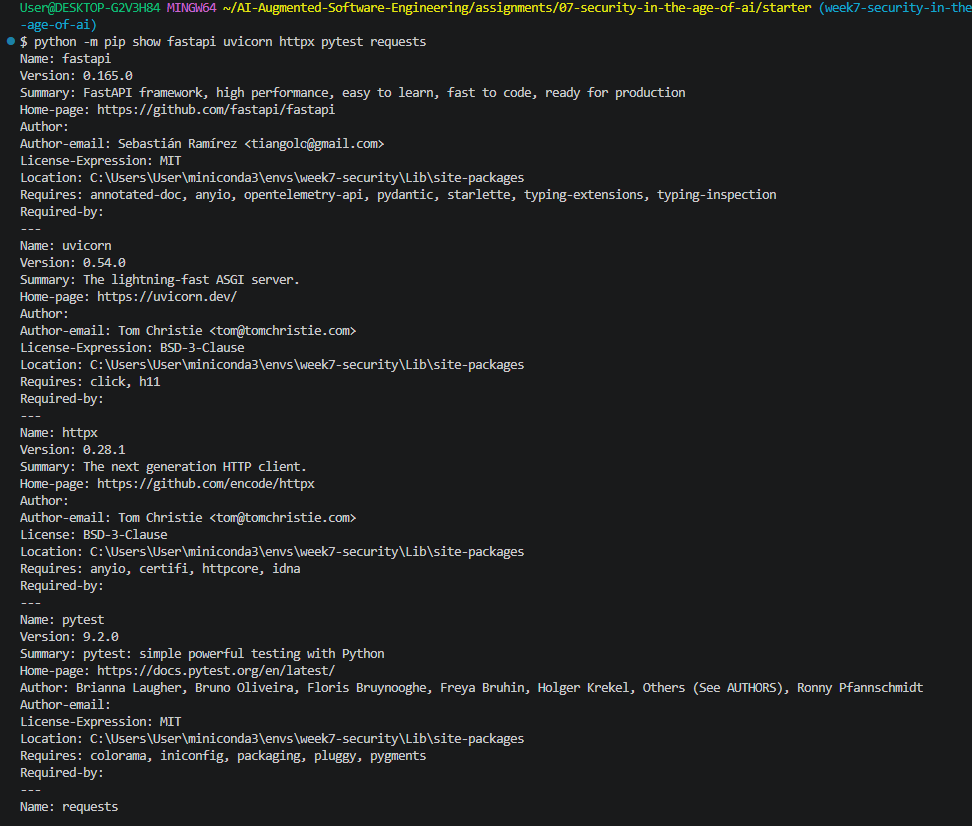 User@DESKTOP-G2V3H84 MINGW64 ~/AI-Augmented-Software-Engineering/assignments/07-security-in-the-age-of-ai/starter (week7-security-in-the
-age-of-ai)
$ python -m pip show fastapi uvicorn httpx pytest requests
Name: fastapi
Version: 0.165.0
Summary: FastAPI framework, high performance, easy to learn, fast to code, ready for production
Home-page: https://github.com/fastapi/fastapi
Author:
Author-email: Sebastián Ramírez <tiangolo@gmail.com>
License-Expression: MIT
Location: C:\Users\User\miniconda3\envs\week7-security\Lib\site-packages
Requires: annotated-doc, anyio, opentelemetry-api, pydantic, starlette, typing-extensions, typing-inspection
Required-by:
---
Name: uvicorn
Version: 0.54.0
Summary: The lightning-fast ASGI server.
Home-page: https://uvicorn.dev/
Author:
Author-email: Tom Christie <tom@tomchristie.com>
License-Expression: BSD-3-Clause
Location: C:\Users\User\miniconda3\envs\week7-security\Lib\site-packages
Requires: click, h11
Required-by:
---
Name: httpx
Version: 0.28.1
Summary: The next generation HTTP client.
Home-page: https://github.com/encode/httpx
Author:
Author-email: Tom Christie <tom@tomchristie.com>
License: BSD-3-Clause
Location: C:\Users\User\miniconda3\envs\week7-security\Lib\site-packages
Requires: anyio, certifi, httpcore, idna
Required-by:
---
Name: pytest
Version: 9.2.0
Summary: pytest: simple powerful testing with Python
Home-page: https://docs.pytest.org/en/latest/
Author: Brianna Laugher, Bruno Oliveira, Floris Bruynooghe, Freya Bruhin, Holger Krekel, Others (See AUTHORS), Ronny Pfannschmidt
Author-email:
License-Expression: MIT
Location: C:\Users\User\miniconda3\envs\week7-security\Lib\site-packages
Requires: colorama, iniconfig, packaging, pluggy, pygments
Required-by:
---
Name: requests